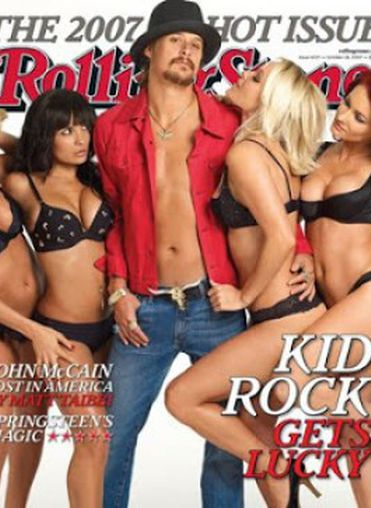 THE 2007 HOT ISSUE
Rolling Stone
JOHN McCAIN
LOST IN AMERICA
BY MATT TAIBBI
SPRINGSTEEN'S
MAGIC ★★★★★
KID
ROCK
GETS
LUCKY